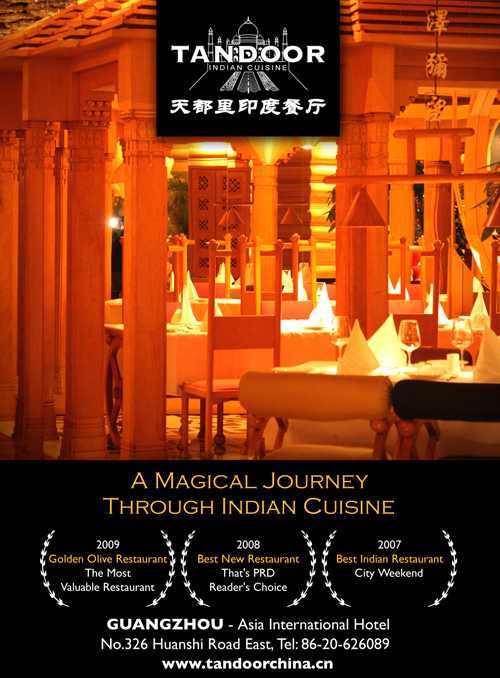 TANDOOR
INDIAN CUISINE
天都里印度餐厅
澤
彌
A MAGICAL JOURNEY
THROUGH INDIAN CUISINE
2009
Golden Olive Restaurant
The Most
Valuable Restaurant
2008
Best New Restaurant
That's PRD
Reader's Choice
2007
Best Indian Restaurant
City Weekend
GUANGZHOU - Asia International Hotel
No.326 Huanshi Road East, Tel: 86-20-626089
www.tandoorchina.cn